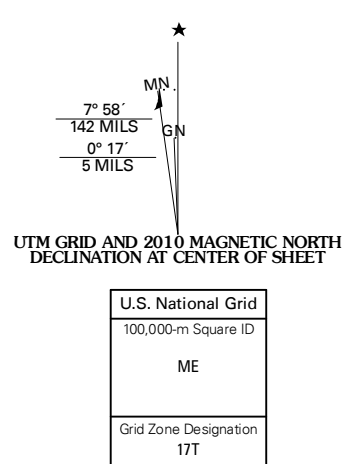 MN
7° 58´
142 MILS
GN
0° 17´
5 MILS
UTM GRID AND 2010 MAGNETIC NORTH
DECLINATION AT CENTER OF SHEET
U.S. National Grid
100,000-m Square ID
ME
Grid Zone Designation
17T